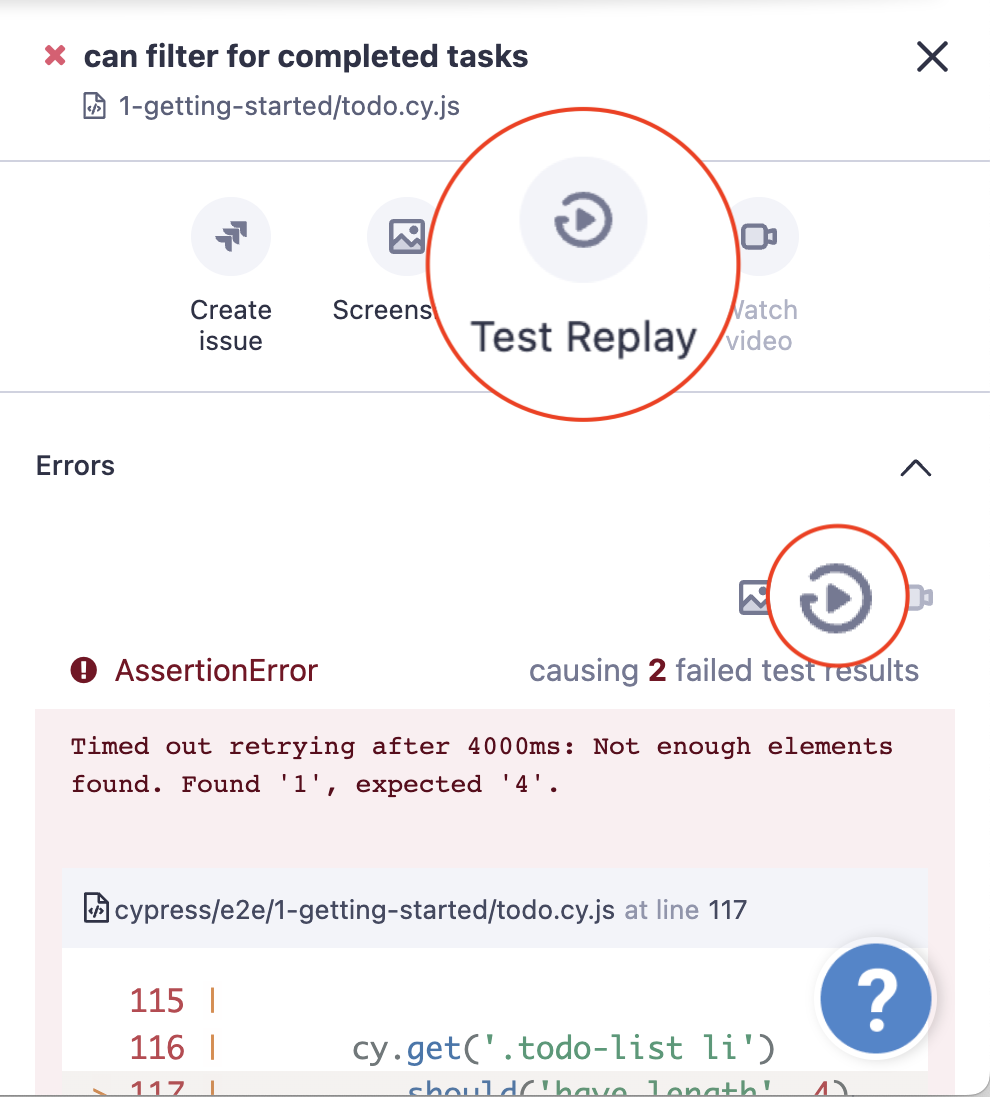 can filter for completed tasks
1-getting-started/todo.cy.js
Create issue
Test Replay
video
Errors
AssertionError causing 2 failed test results
Timed out retrying after 4000ms: Not enough elements
found. Found '1', expected '4'.
cypress/e2e/1-getting-started/todo.cy.js at line 117
115 |
116 | cy.get('.todo-list li')
> 117 | .should('have.length', 4)
?